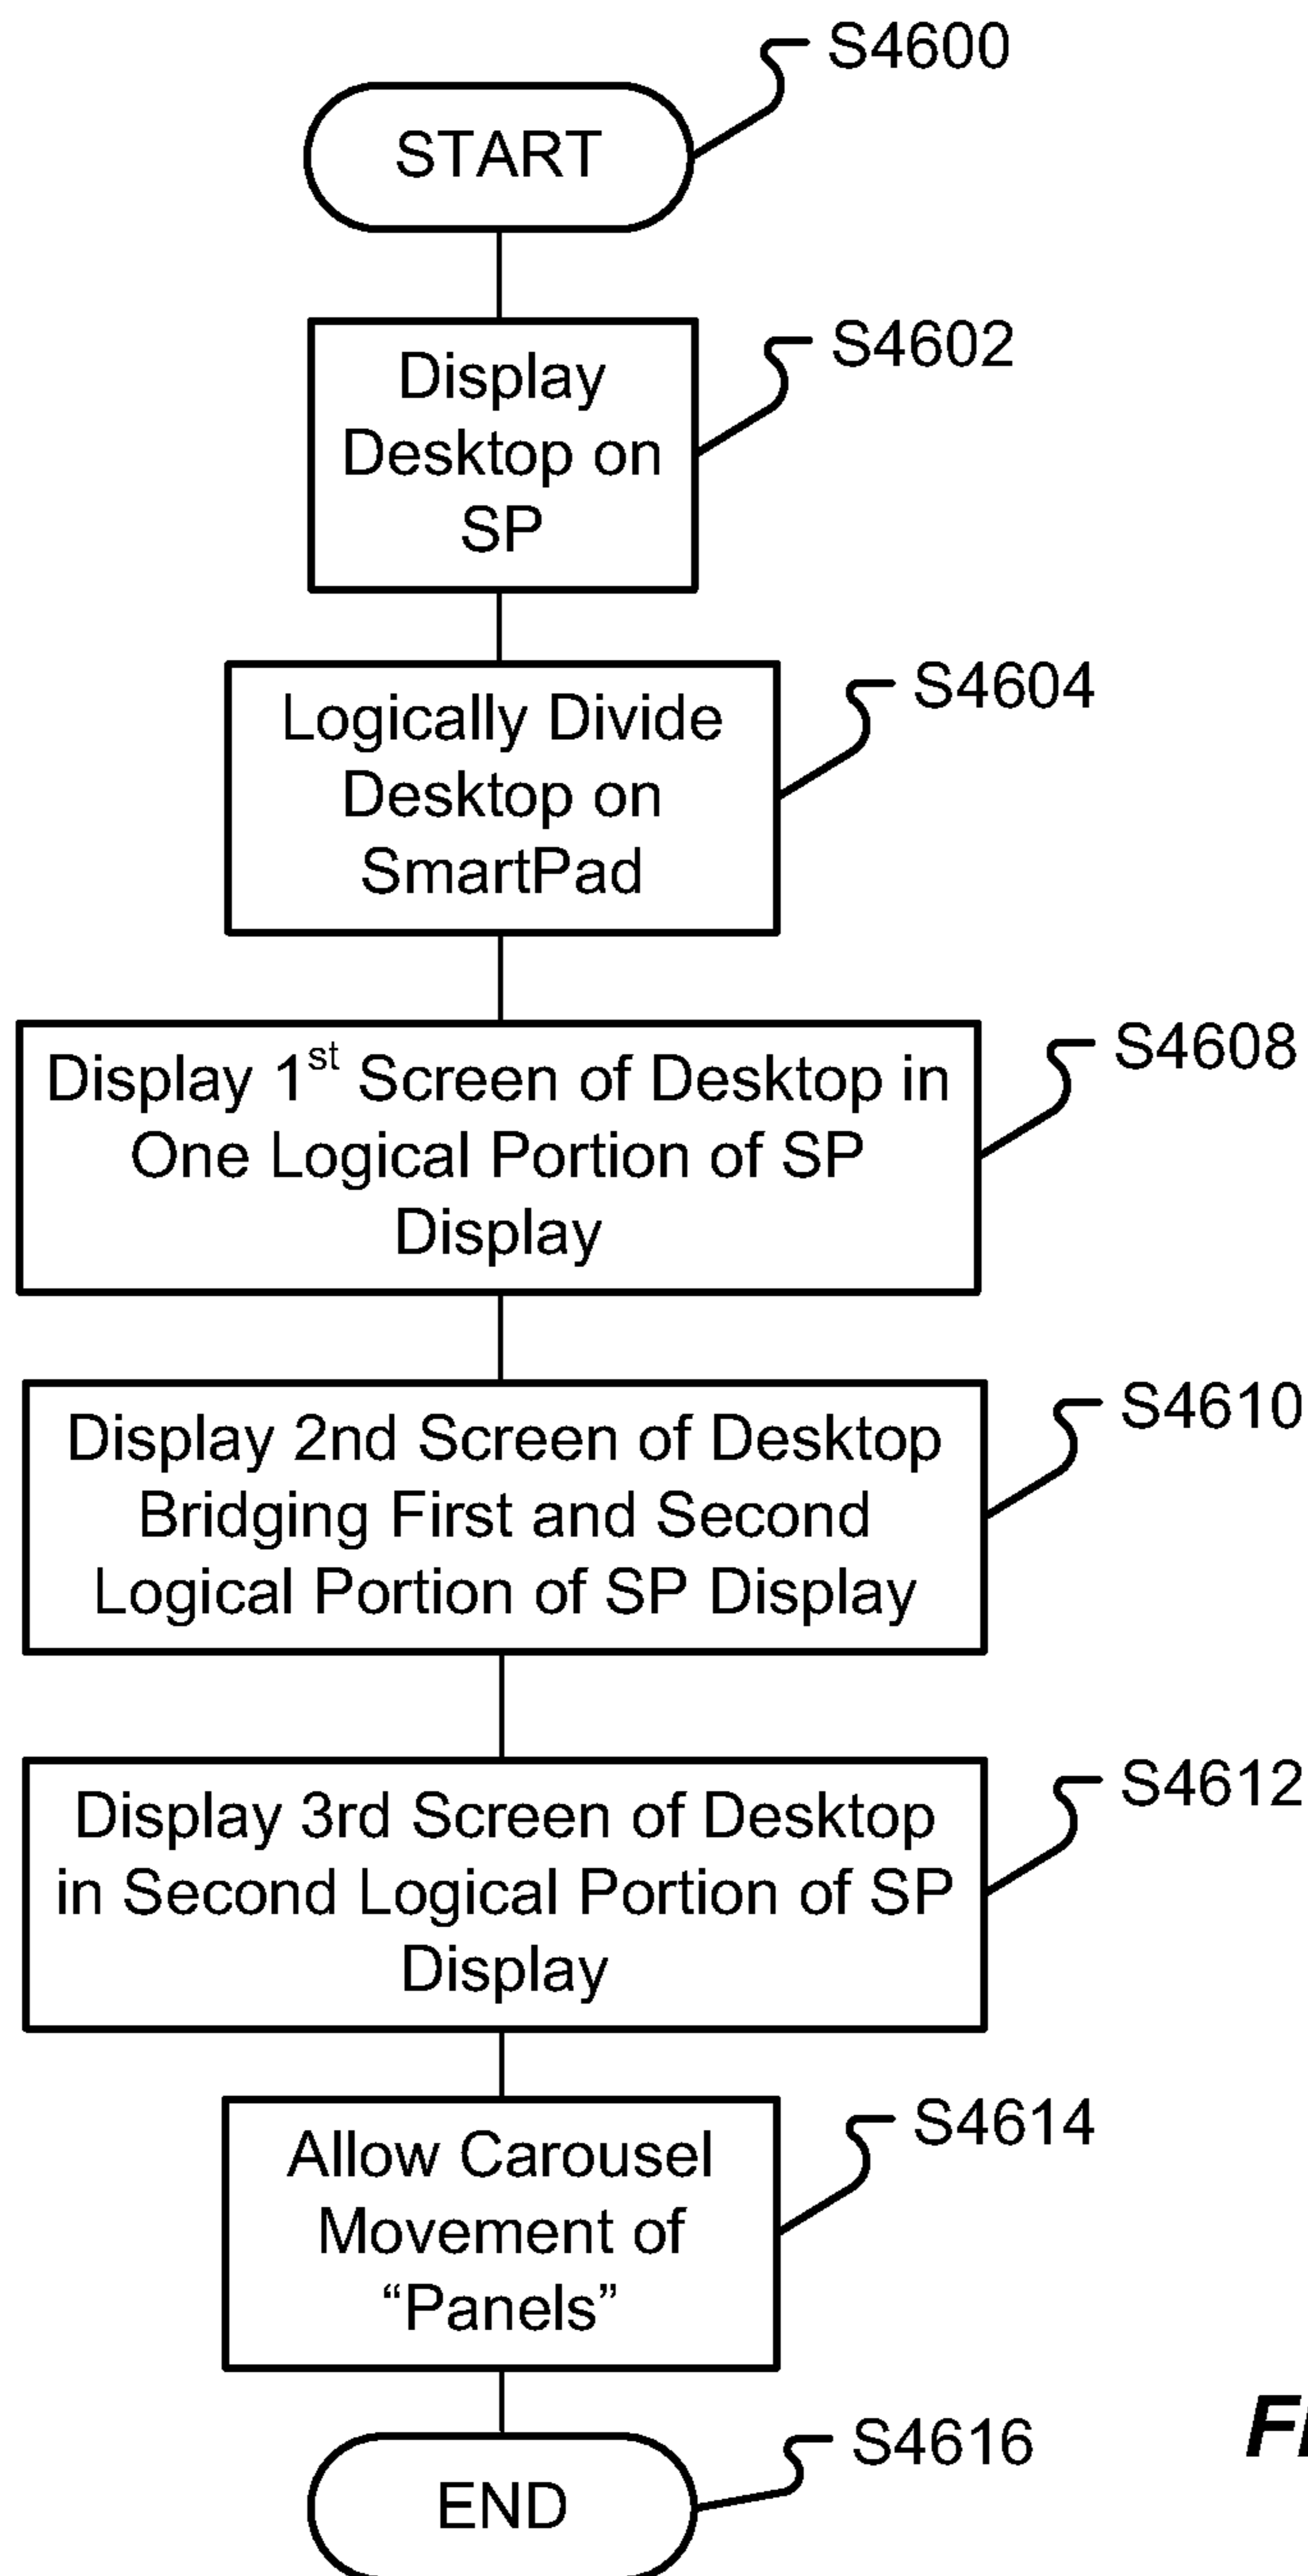 S4600
START
S4602
Display
Desktop on
SP
S4604
Logically Divide
Desktop on
SmartPad
S4608
Display 1st Screen of Desktop in
One Logical Portion of SP
Display
S4610
Display 2nd Screen of Desktop
Bridging First and Second
Logical Portion of SP Display
S4612
Display 3rd Screen of Desktop
in Second Logical Portion of SP
Display
S4614
Allow Carousel
Movement of
“Panels”
S4616
END